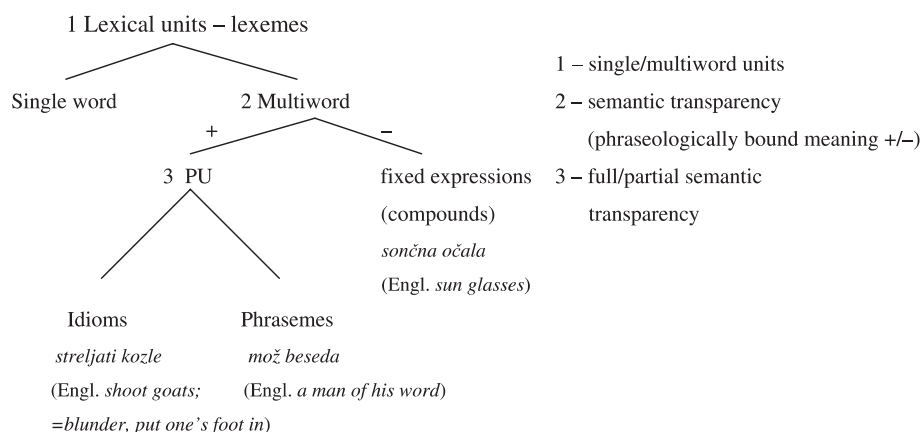 1 Lexical units – lexemes
Single word
2 Multiword
+
–
3 PU
fixed expressions
(compounds)
sončna očala
(Engl. sun glasses)
Idioms
streljati kozle
(Engl. shoot goats;
=blunder, put one’s foot in)
Phrasemes
mož beseda
(Engl. a man of his word)
1 – single/multiword units
2 – semantic transparency
(phraseologically bound meaning +/–)
3 – full/partial semantic
transparency